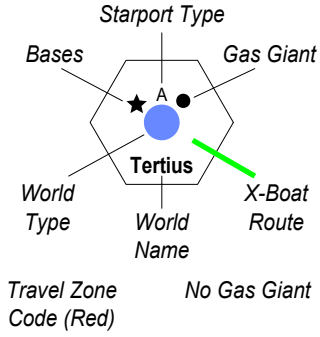 Starport Type
Bases
Gas Giant
A
Tertius
World
Type
World
Name
X-Boat
Route
Travel Zone
Code (Red)
No Gas Giant